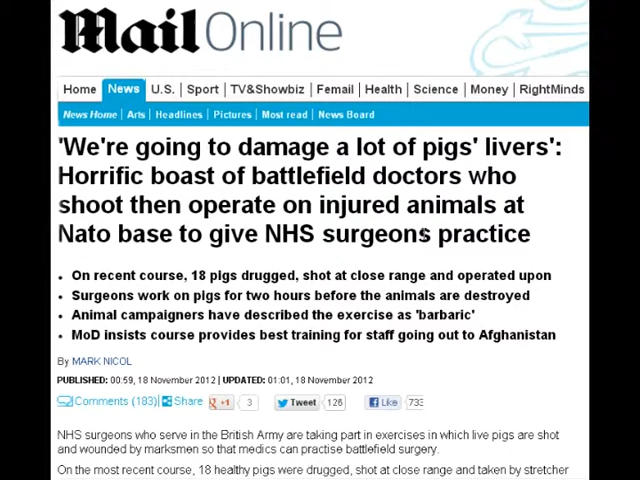 Mail Online
Home News U.S. Sport TV&Showbiz Femail Health Science Money RightMinds
News Home Arts Headlines Pictures Most read News Board
'We're going to damage a lot of pigs' livers':
Horrific boast of battlefield doctors who
shoot then operate on injured animals at
Nato base to give NHS surgeons practice
On recent course, 18 pigs drugged, shot at close range and operated upon
Surgeons work on pigs for two hours before the animals are destroyed
Animal campaigners have described the exercise as 'barbaric'
MoD insists course provides best training for staff going out to Afghanistan
By MARK NICOL
PUBLISHED: 00:59, 18 November 2012 | UPDATED: 01:01, 18 November 2012
Comments (183) Share +1 3 Tweet 126 Like 733
NHS surgeons who serve in the British Army are taking part in exercises in which live pigs are shot
and wounded by marksmen so that medics can practise battlefield surgery.
On the most recent course, 18 healthy pigs were drugged, shot at close range and taken by stretcher